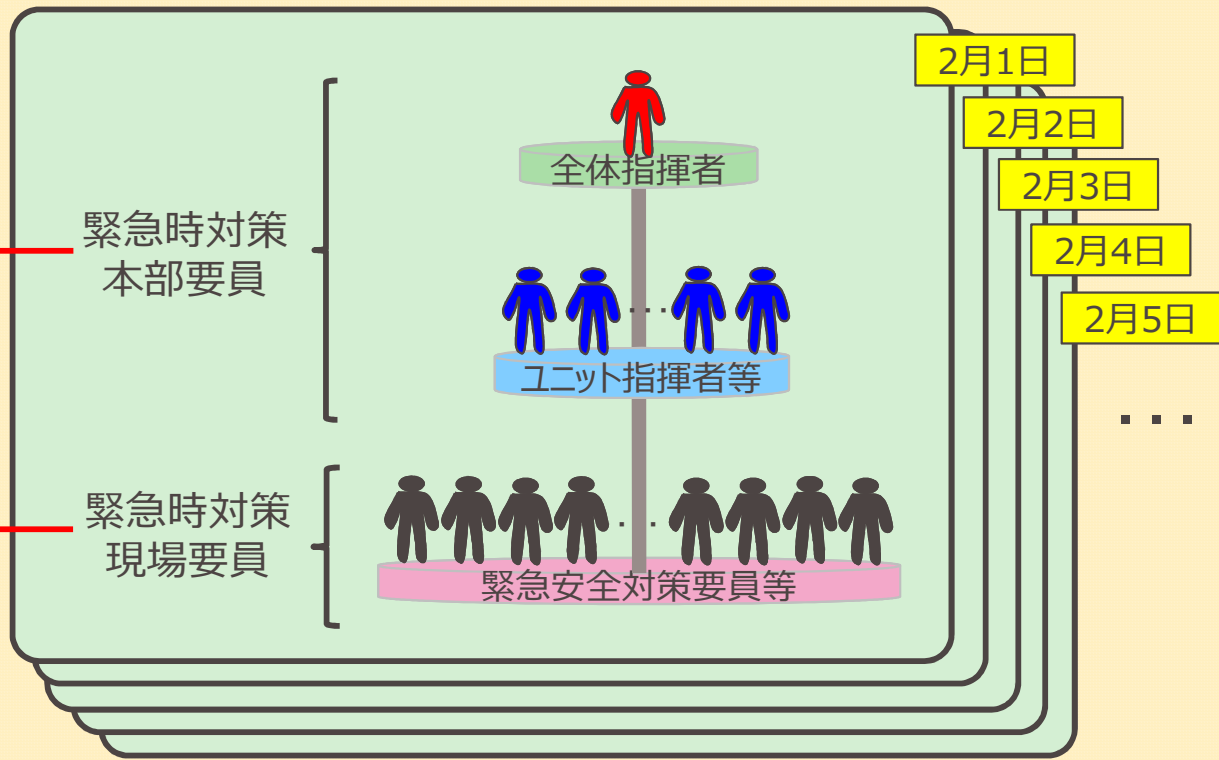 2月1日
2月2日
2月3日
2月4日
2月5日
・・・
全体指揮者
緊急時対策
本部要員
・・・
ユニット指揮者等
緊急時対策
現場要員
・・・
緊急安全対策要員等